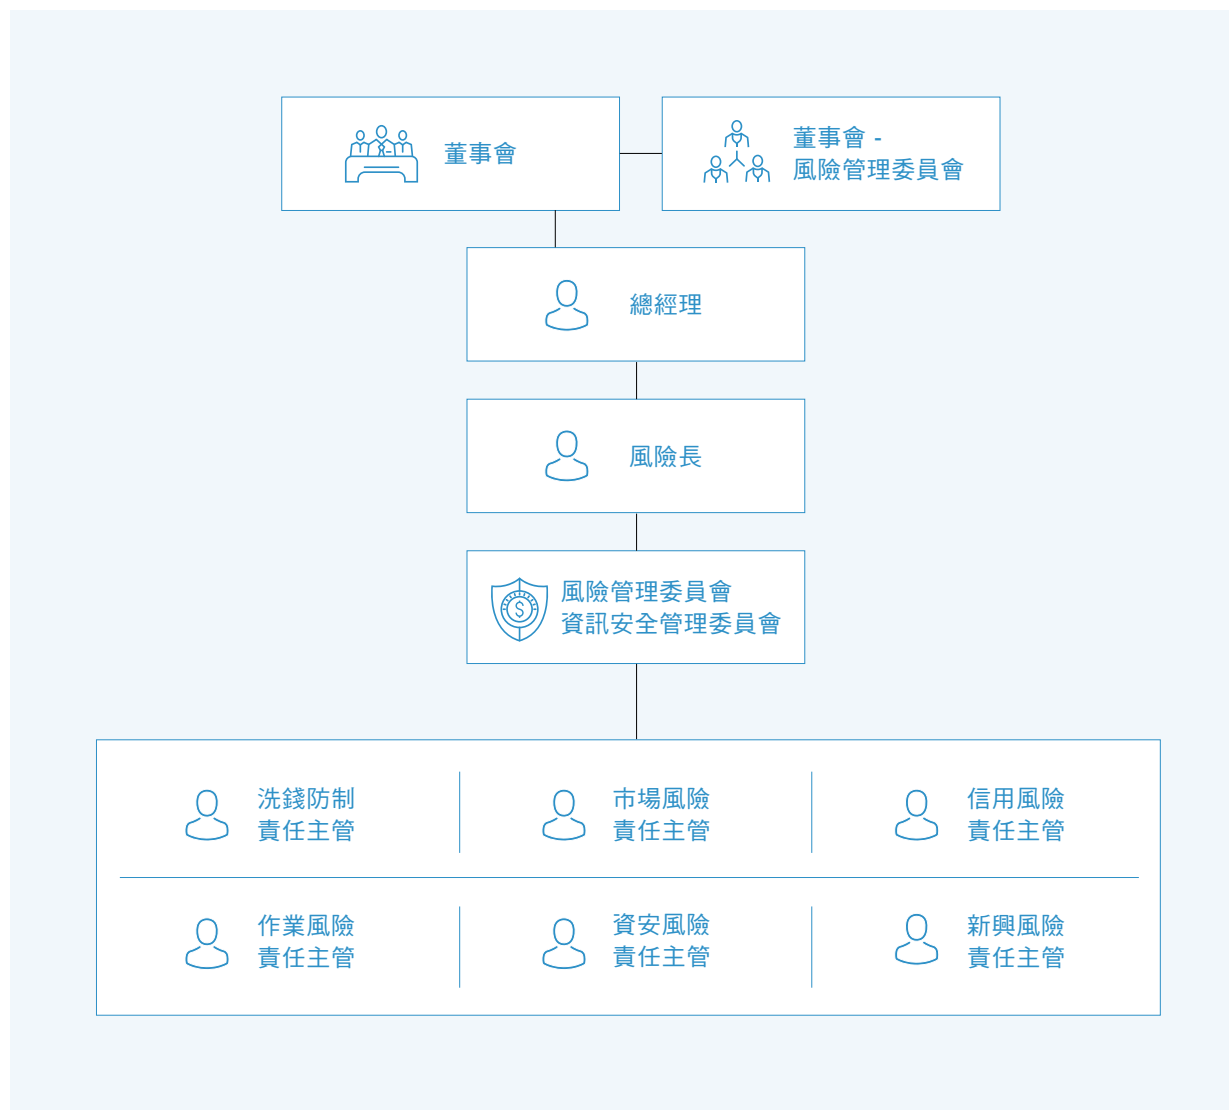 董事會
董事會 -
風險管理委員會
總經理
風險長
風險管理委員會
資訊安全管理委員會
洗錢防制
責任主管
市場風險
責任主管
信用風險
責任主管
作業風險
責任主管
資安風險
責任主管
新興風險
責任主管